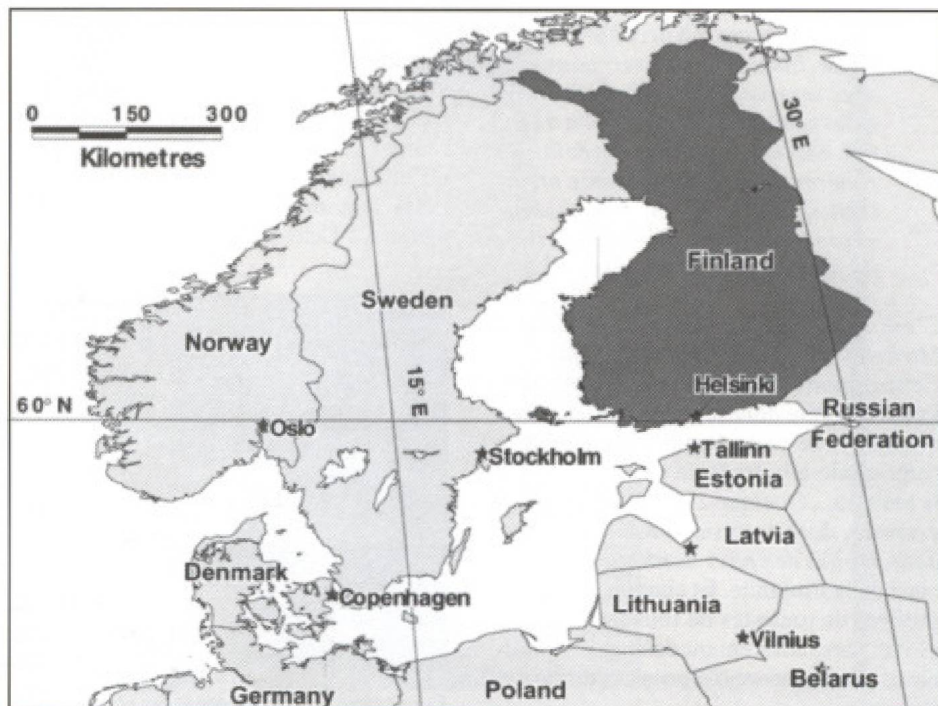 0 150 300
Kilometres
30° E
Finland
Sweden
Norway
15° E
Helsinki
60° N
Russian
Federation
Oslo
Stockholm
Tallinn
Estonia
Latvia
Denmark
Copenhagen
Lithuania
Vilnius
Belarus
Germany
Poland